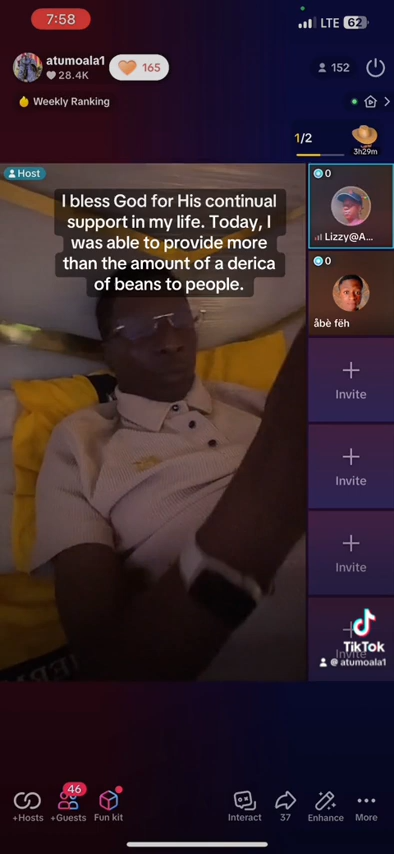 7:58
LTE 62
atumoala1
28.4K
165
152
Weekly Ranking
1/2
3h29m
Host
I bless God for His continual
support in my life. Today, I
was able to provide more
than the amount of a derica
of beans to people.
0
Lizzy@A...
0
åbè fëh
Invite
Invite
Invite
Invite
TikTok
@atumoala1
46
+Hosts
+Guests
Fun kit
Interact
37
Enhance
More